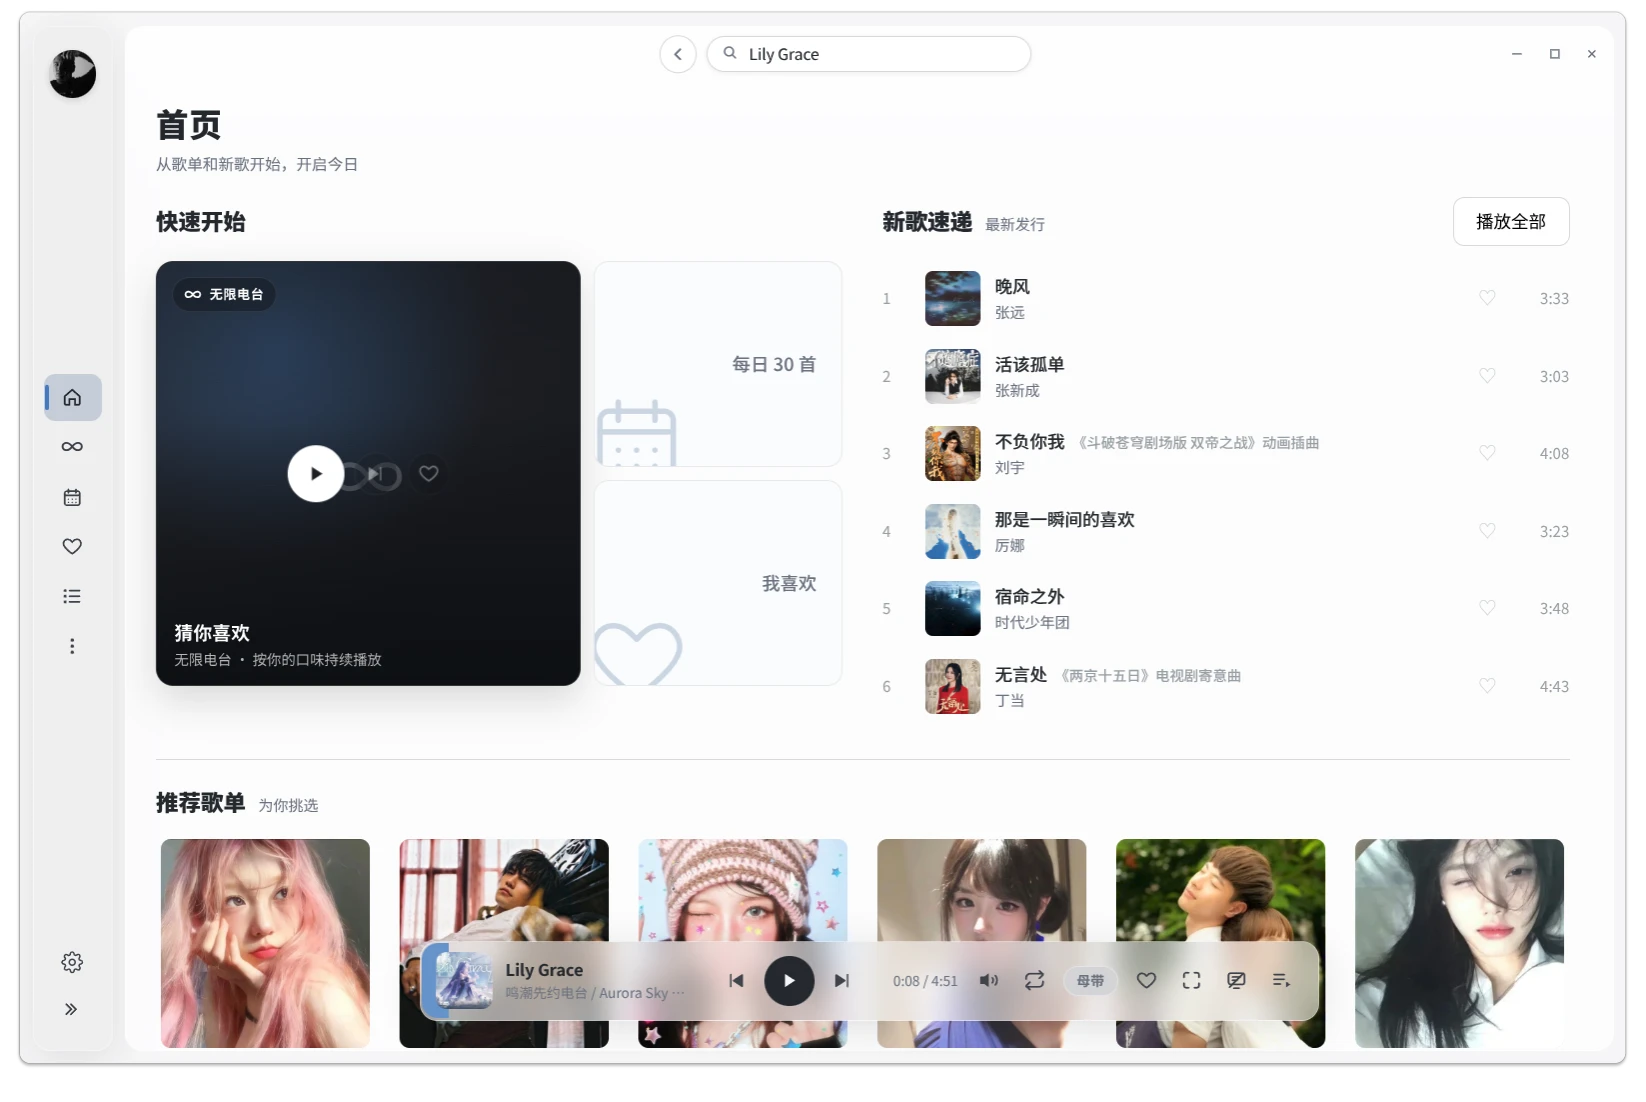 Lily Grace
首页
从歌单和新歌开始，开启今日
快速开始
无限电台
猜你喜欢
无限电台 · 按你的口味持续播放
每日 30 首
我喜欢
新歌速递 最新发行
播放全部
1 晚风 3:33
张远
2 活该孤单 3:03
张新成
3 不负你我 《斗破苍穹剧场版 双帝之战》动画插曲 4:08
刘宇
4 那是一瞬间的喜欢 3:23
厉娜
5 宿命之外 3:48
时代少年团
6 无言处 《两京十五日》电视剧寄意曲 4:43
丁当
推荐歌单 为你挑选
Lily Grace
鸣潮先约电台 / Aurora Sky ···
0:08 / 4:51
母带